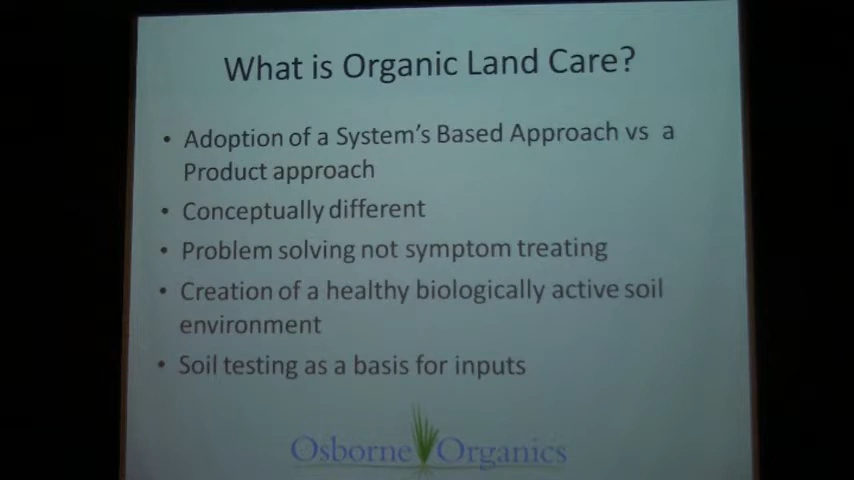 What is Organic Land Care?
• Adoption of a System's Based Approach vs a
Product approach
• Conceptually different
• Problem solving not symptom treating
• Creation of a healthy biologically active soil
environment
• Soil testing as a basis for inputs
Osborne Organics